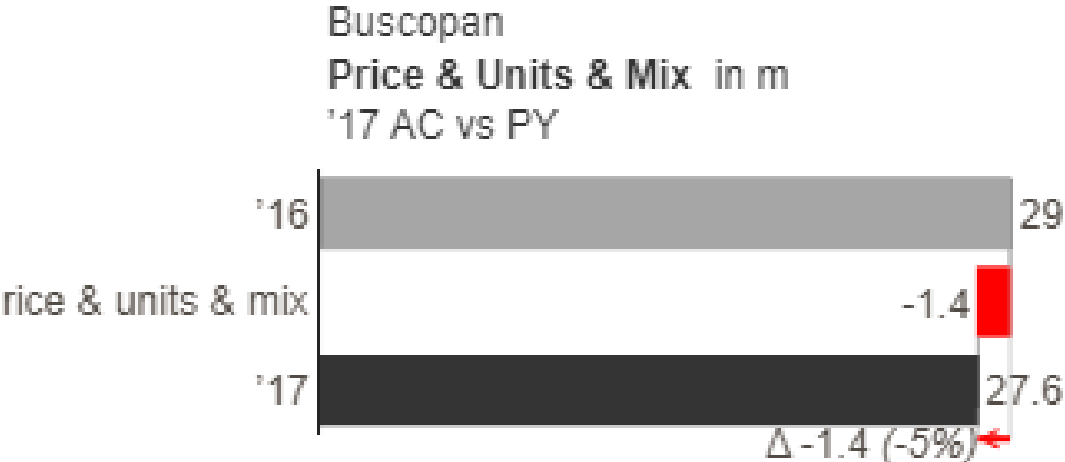 Buscopan
Price & Units & Mix in m
’17 AC vs PY
’16 29
rice & units & mix -1.4
’17 27.6
Δ -1.4 (-5%)